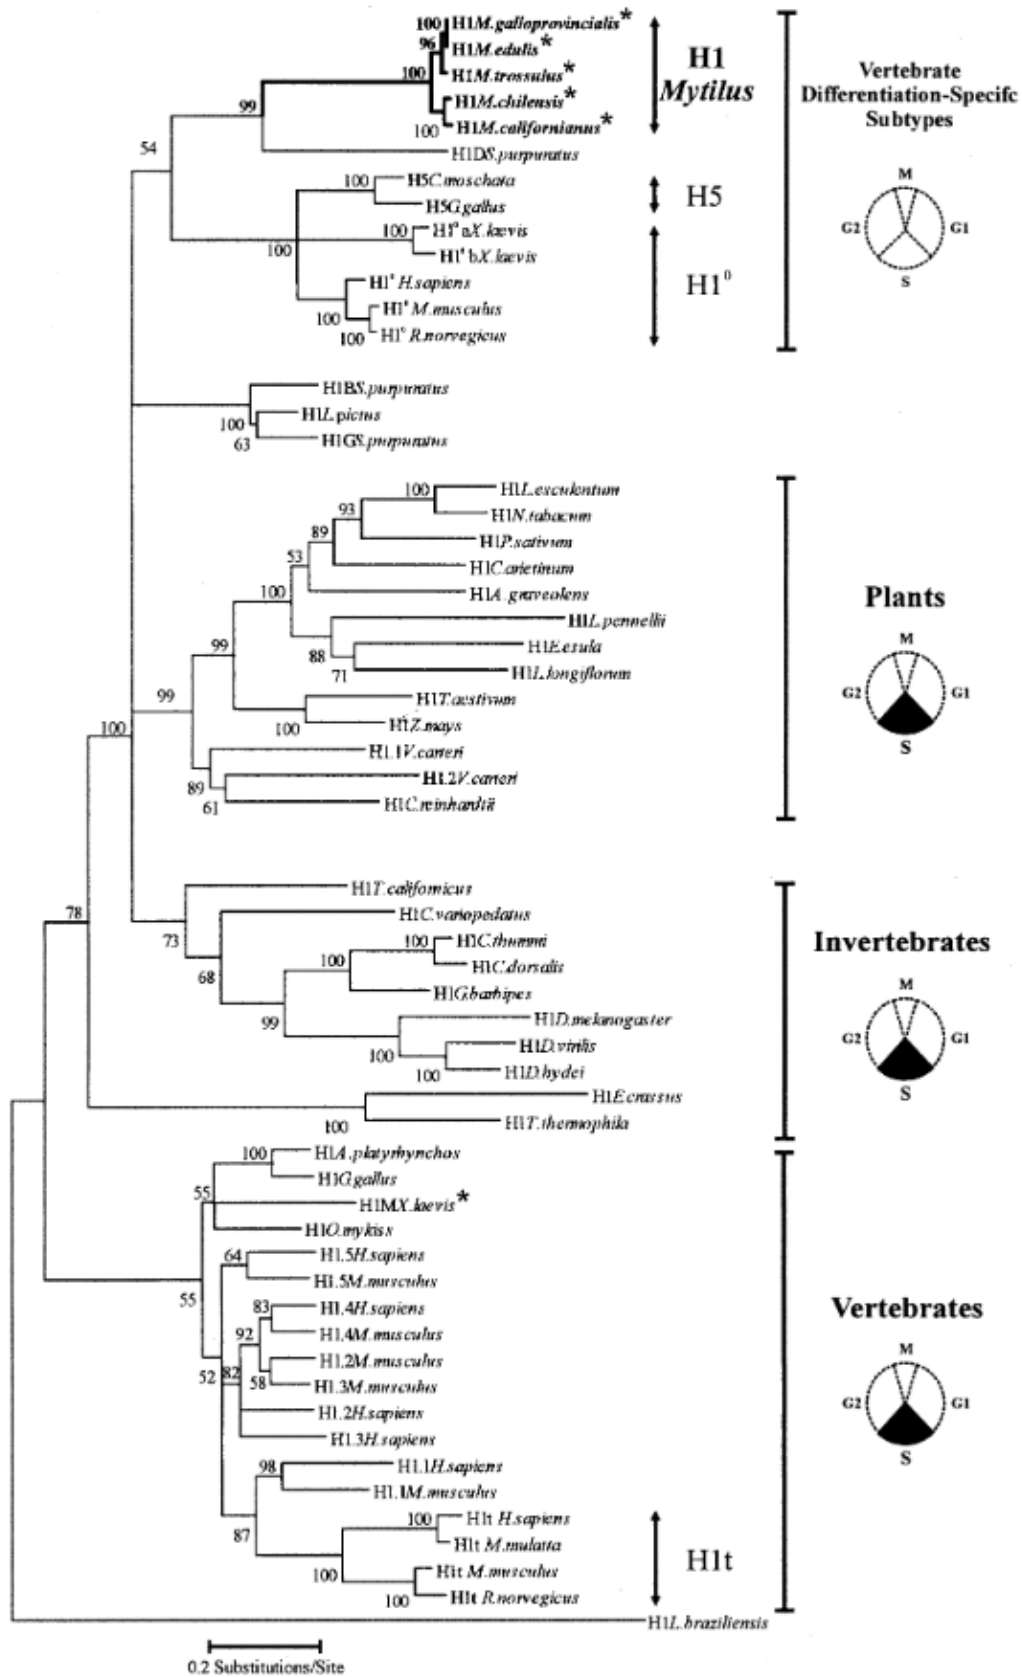 100 H1M.galloprovincialis*
96 H1M.edulis*
100 H1M.trossulus*
H1M.chilensis*
100 H1M.californianus*
H1
Mytilus
Vertebrate
Differentiation-Specifc
Subtypes
99
54
H1DS.purpuratus
100 H5C.moschata
H5G.gallus
H5
100 H1° aX.laevis
H1° bX.laevis
100
H1° H.sapiens
100 H1° M.musculus
100 H1° R.norvegicus
H1⁰
M
G2 G1
S
H1BS.purpuratus
100 H1L.pictus
63 H1GS.purpuratus
100 H1L.esculentum
93 H1N.tabacum
89 H1P.sativum
53 H1C.arietinum
100 H1A.graveolens
H1L.pennellii
88 H1E.esula
71 H1L.longiflorum
99
H1T.aestivum
100 H1Z.mays
99
H1.1V.carteri
89 H1.2V.carteri
61 H1C.reinhardtii
100
Plants
M
G2 G1
S
H1T.californicus
73 H1C.variopedatus
68
100 H1C.thummi
100 H1C.dorsalis
H1G.barbipes
99
H1D.melanogaster
100 H1D.virilis
100 H1D.hydei
78
H1E.crassus
100 H1T.thermophila
Invertebrates
M
G2 G1
S
100 H1A.platyrhynchos
H1G.gallus
55 H1MX.laevis*
H1O.mykiss
55
64 H1.5H.sapiens
H1.5M.musculus
83 H1.4H.sapiens
92 H1.4M.musculus
H1.2M.musculus
52 82 58 H1.3M.musculus
H1.2H.sapiens
H1.3H.sapiens
98 H1.1H.sapiens
H1.1M.musculus
87
100 H1t H.sapiens
H1t M.mulatta
100 H1t M.musculus
100 H1t R.norvegicus
H1t
Vertebrates
M
G2 G1
S
H1L.braziliensis
0.2 Substitutions/Site